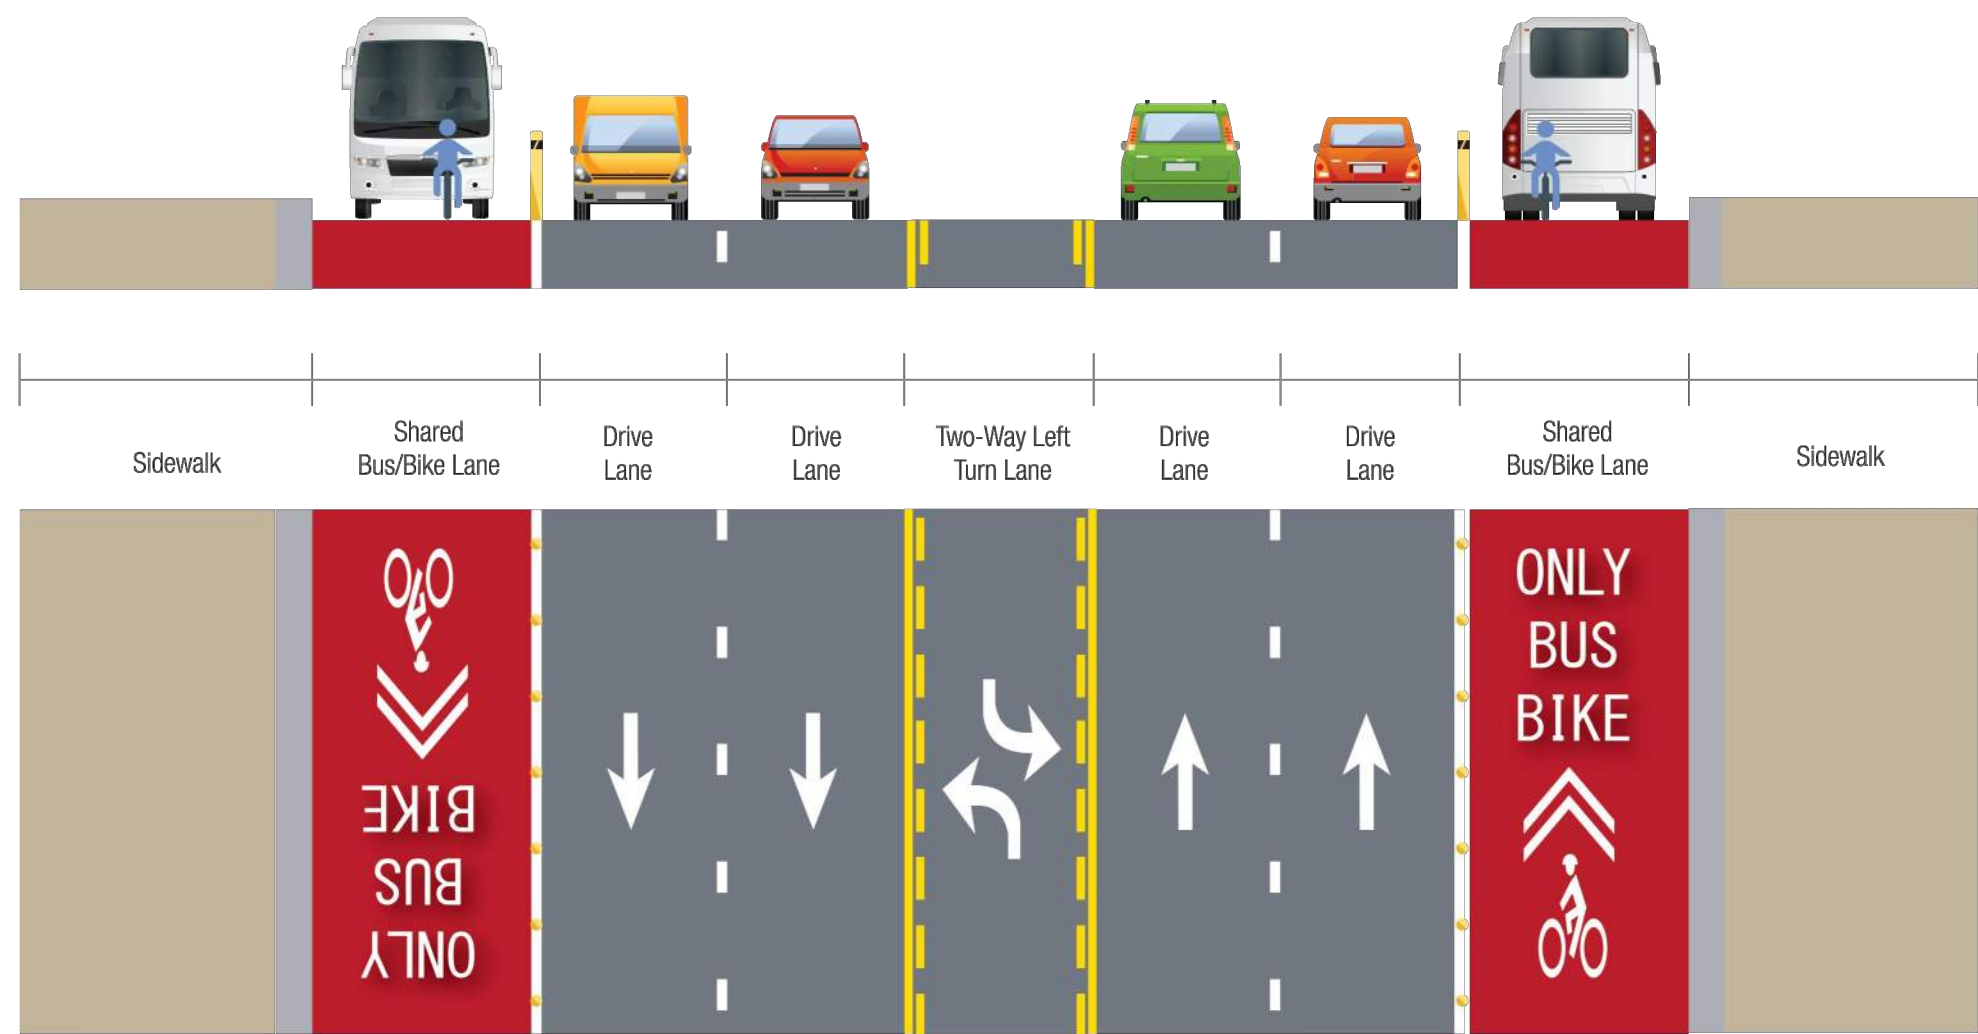 Sidewalk
Shared
Bus/Bike Lane
Drive
Lane
Drive
Lane
Two-Way Left
Turn Lane
Drive
Lane
Drive
Lane
Shared
Bus/Bike Lane
Sidewalk
BIKE
BUS
ONLY
ONLY
BUS
BIKE